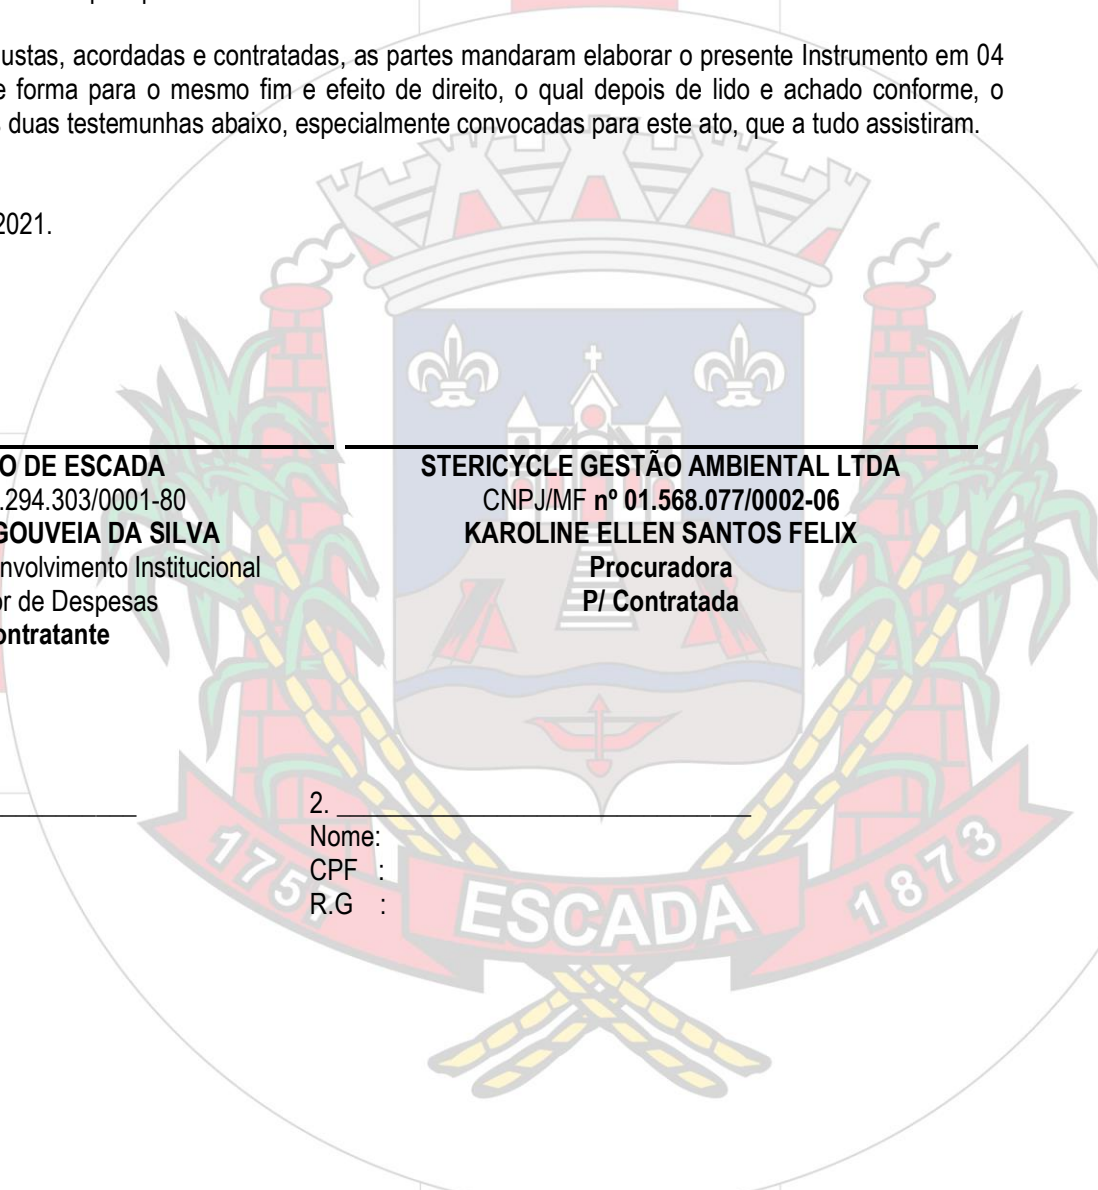 ustas, acordadas e contratadas, as partes mandaram elaborar o presente Instrumento em 04
e forma para o mesmo fim e efeito de direito, o qual depois de lido e achado conforme, o
s duas testemunhas abaixo, especialmente convocadas para este ato, que a tudo assistiram.
2021.
O DE ESCADA
.294.303/0001-80
GOUVEIA DA SILVA
nvolvimento Institucional
or de Despesas
ontratante
STERICYCLE GESTÃO AMBIENTAL LTDA
CNPJ/MF nº 01.568.077/0002-06
KAROLINE ELLEN SANTOS FELIX
Procuradora
P/ Contratada
2. ______________________________
Nome:
CPF :
R.G :
1757 ESCADA 1873